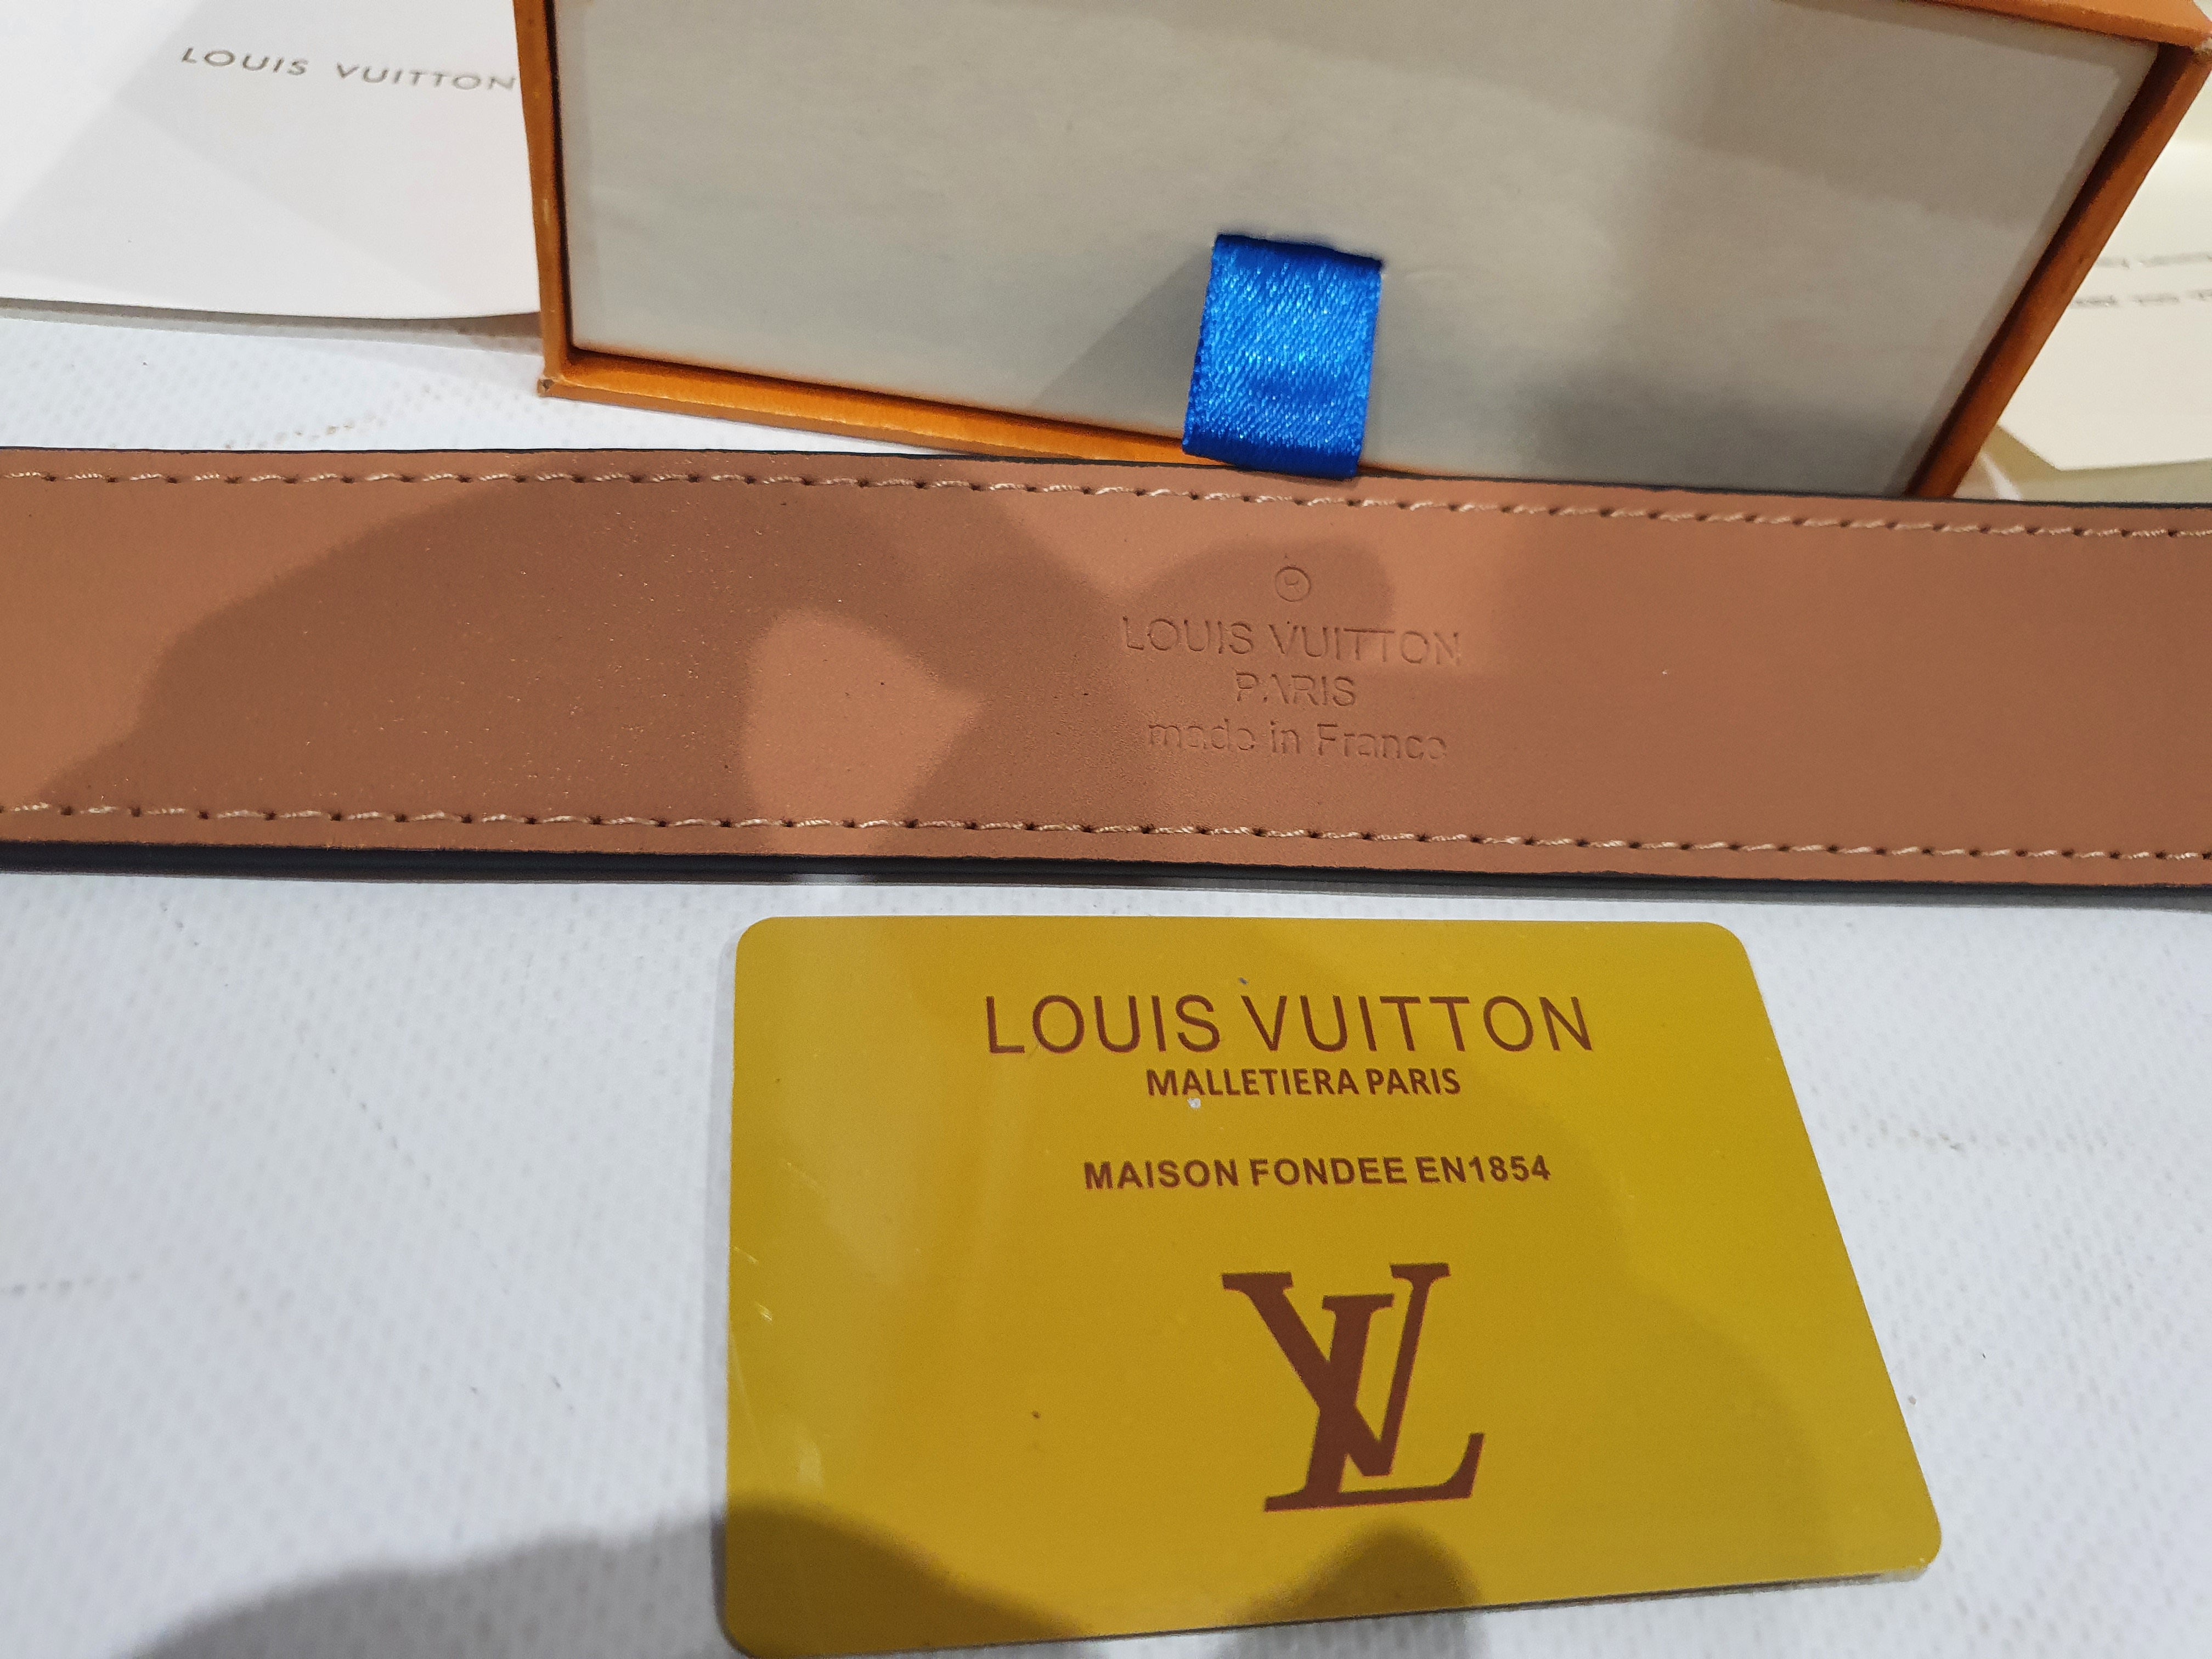 LOUIS VUITTON
®
LOUIS VUITTON
PARIS
made in France
LOUIS VUITTON
MALLETIERA PARIS
MAISON FONDEE EN1854
LV